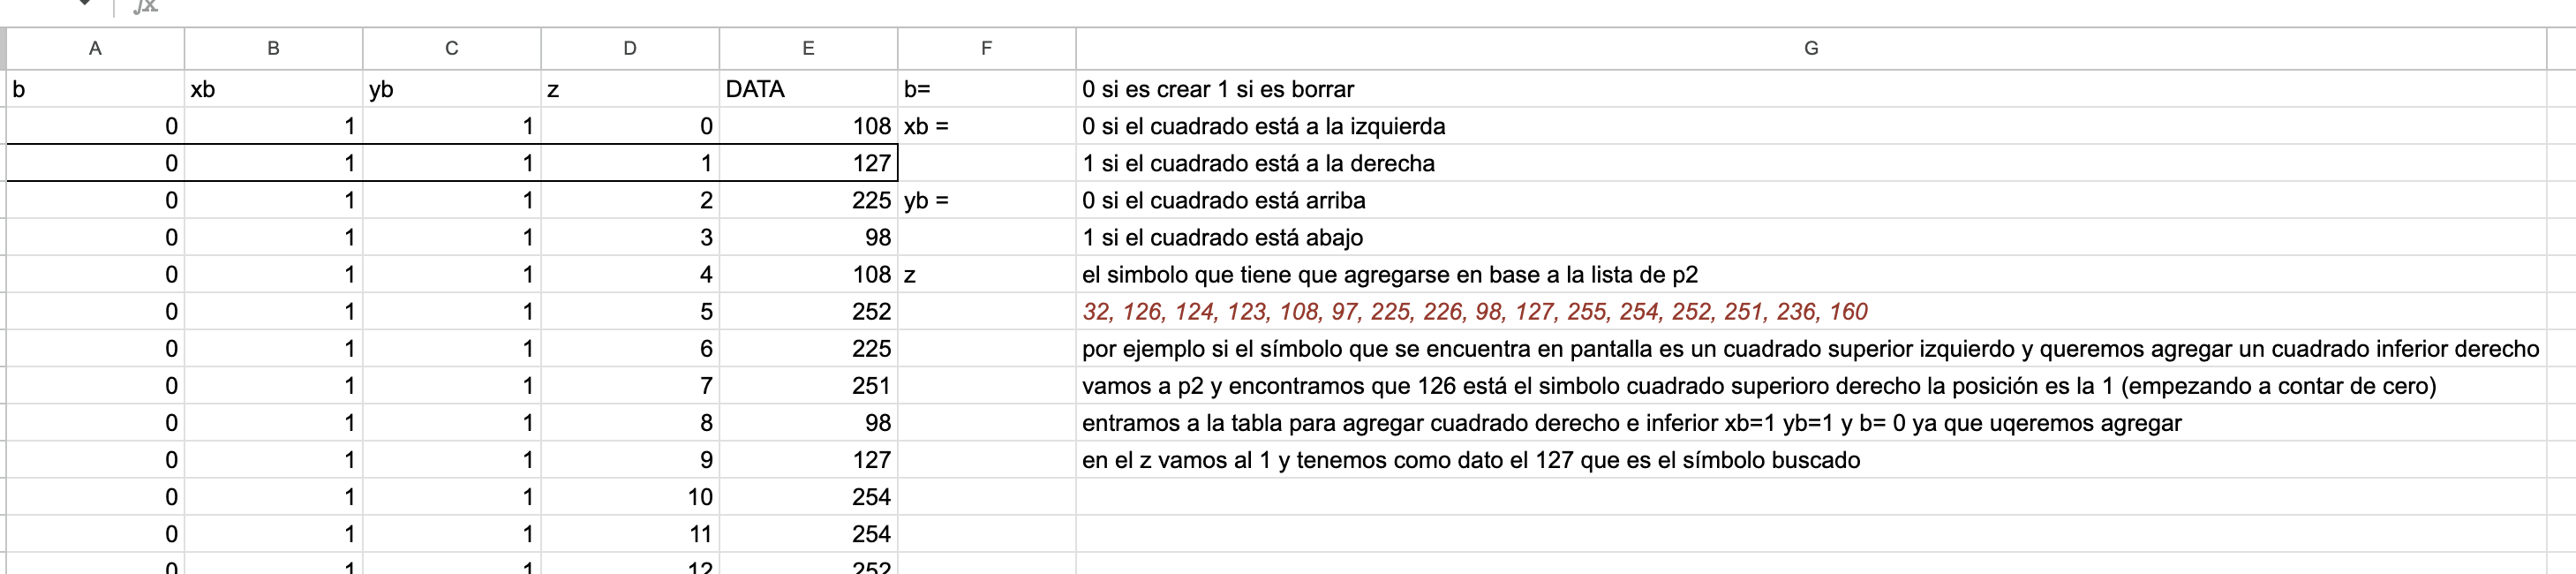 fx
A B C D E F G
b xb yb z DATA b= 0 si es crear 1 si es borrar
0 1 1 0 108 xb = 0 si el cuadrado está a la izquierda
0 1 1 1 127 1 si el cuadrado está a la derecha
0 1 1 2 225 yb = 0 si el cuadrado está arriba
0 1 1 3 98 1 si el cuadrado está abajo
0 1 1 4 108 z el simbolo que tiene que agregarse en base a la lista de p2
0 1 1 5 252 32, 126, 124, 123, 108, 97, 225, 226, 98, 127, 255, 254, 252, 251, 236, 160
0 1 1 6 225 por ejemplo si el símbolo que se encuentra en pantalla es un cuadrado superior izquierdo y queremos agregar un cuadrado inferior derecho
0 1 1 7 251 vamos a p2 y encontramos que 126 está el simbolo cuadrado superioro derecho la posición es la 1 (empezando a contar de cero)
0 1 1 8 98 entramos a la tabla para agregar cuadrado derecho e inferior xb=1 yb=1 y b= 0 ya que uqeremos agregar
0 1 1 9 127 en el z vamos al 1 y tenemos como dato el 127 que es el símbolo buscado
0 1 1 10 254
0 1 1 11 254
0 1 1 12 252